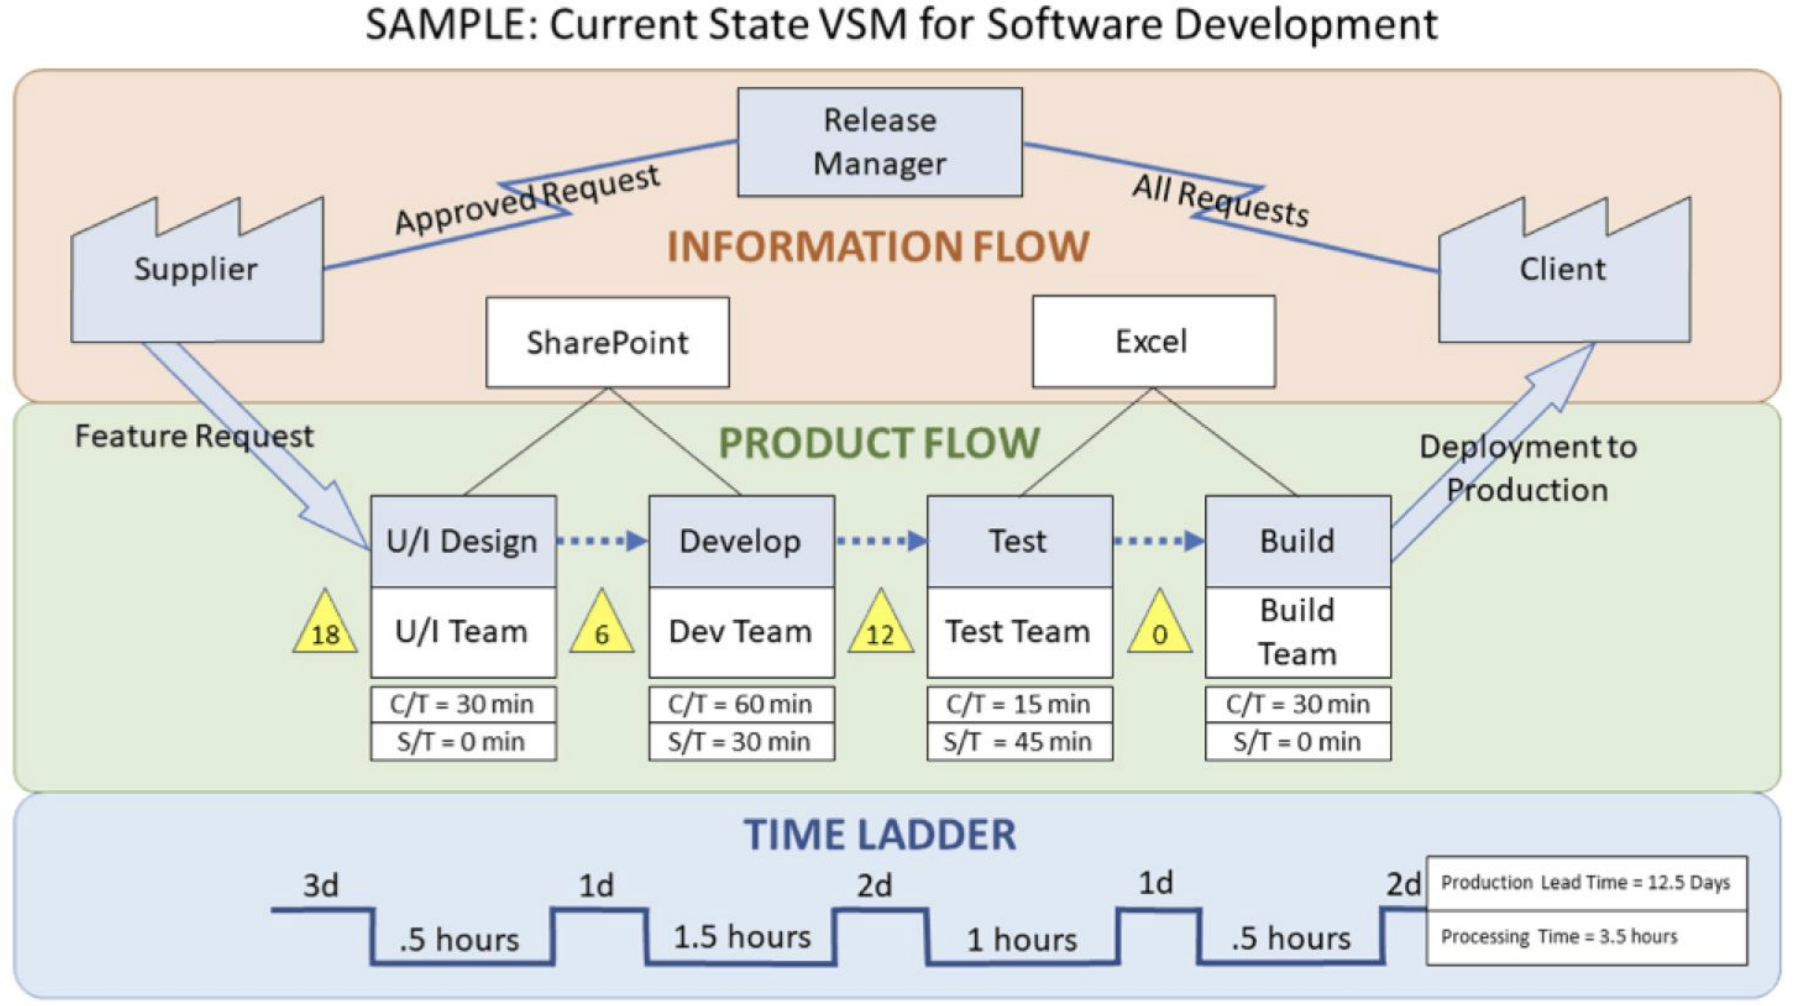 SAMPLE: Current State VSM for Software Development
Release
Manager
Approved Request
All Requests
INFORMATION FLOW
Supplier
Client
SharePoint
Excel
Feature Request
PRODUCT FLOW
Deployment to
Production
U/I Design
Develop
Test
Build
18
U/I Team
6
Dev Team
12
Test Team
0
Build
Team
C/T = 30 min
C/T = 60 min
C/T = 15 min
C/T = 30 min
S/T = 0 min
S/T = 30 min
S/T = 45 min
S/T = 0 min
TIME LADDER
3d
1d
2d
1d
2d
Production Lead Time = 12.5 Days
.5 hours
1.5 hours
1 hours
.5 hours
Processing Time = 3.5 hours